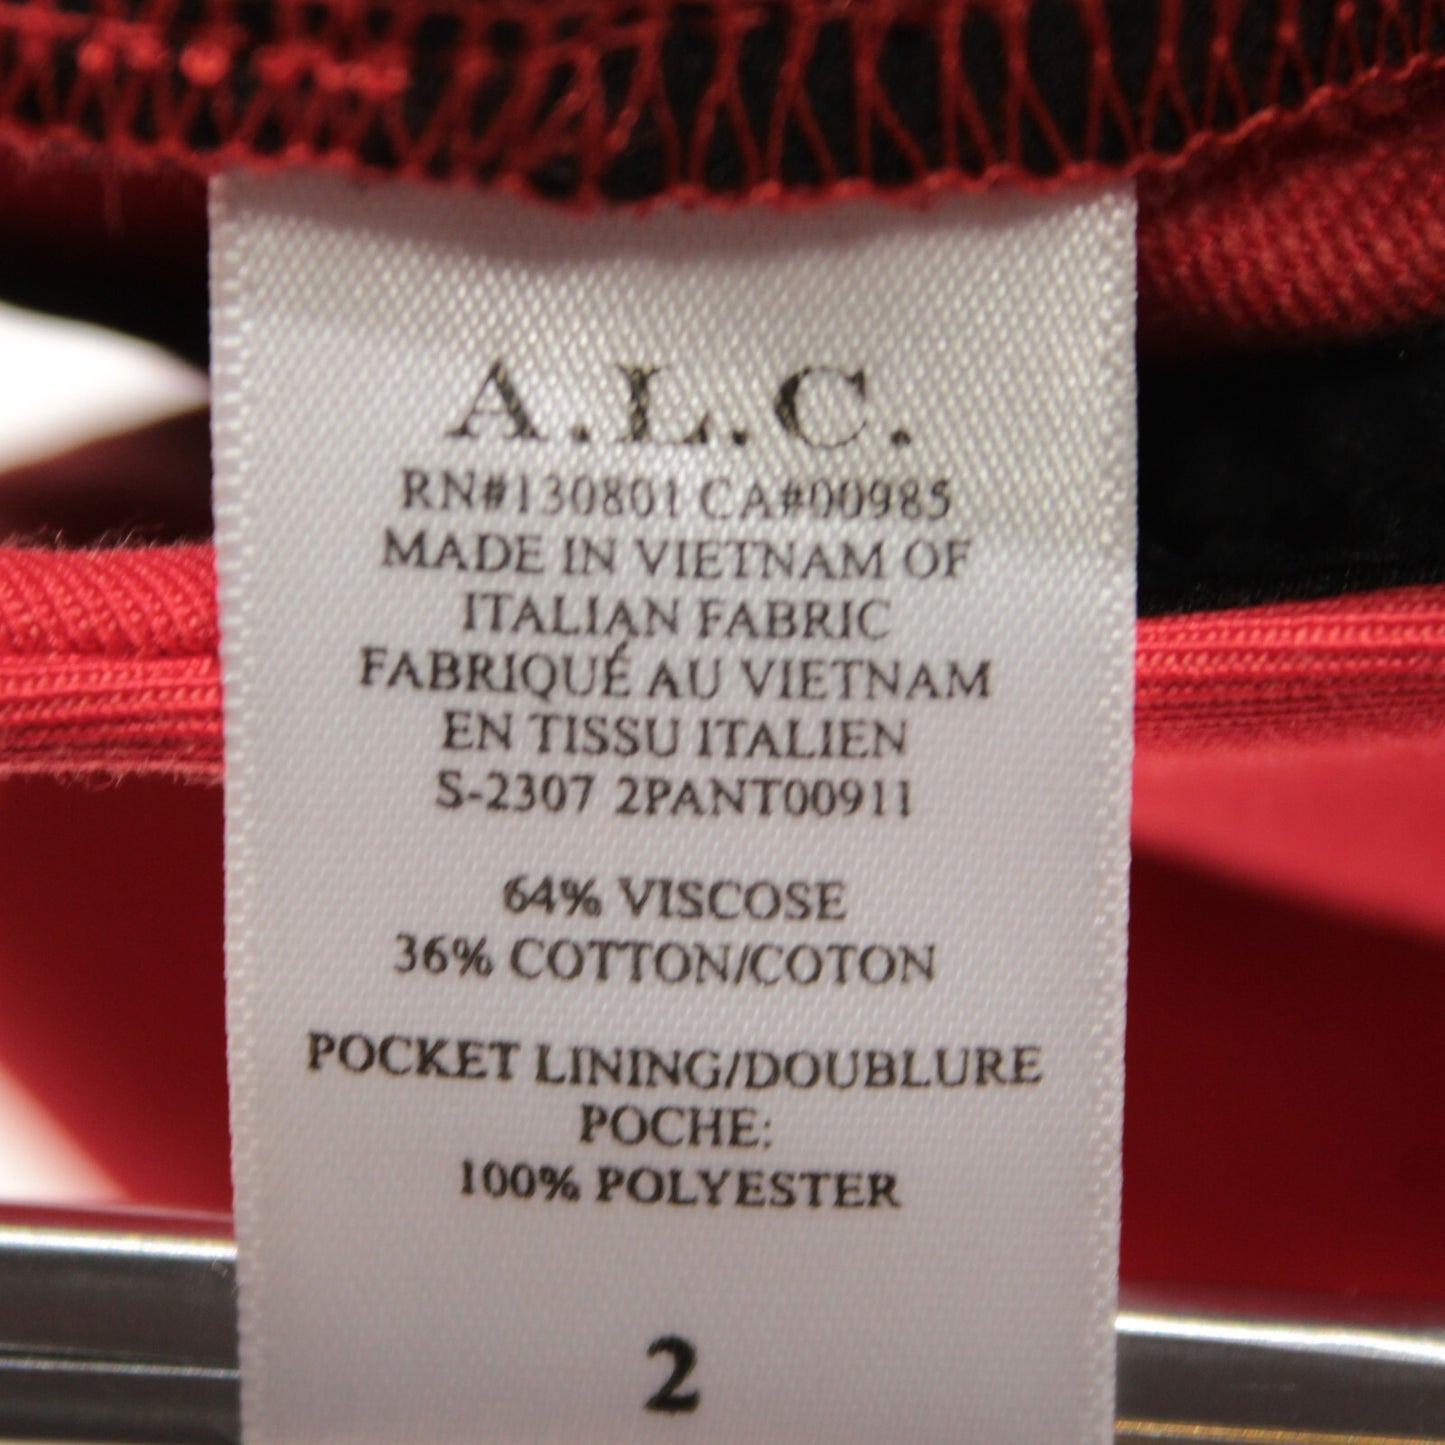 A.L.C.
RN#130801 CA#00985
MADE IN VIETNAM OF
ITALIAN FABRIC
FABRIQUÉ AU VIETNAM
EN TISSU ITALIEN
S-2307 2PANT00911
64% VISCOSE
36% COTTON/COTON
POCKET LINING/DOUBLURE
POCHE:
100% POLYESTER
2